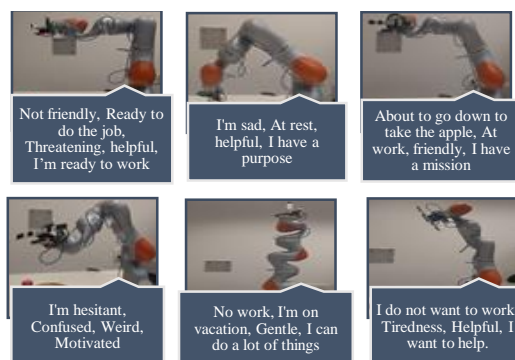 Not friendly, Ready to
do the job,
Threatening, helpful,
I'm ready to work
I'm sad, At rest,
helpful, I have a
purpose
About to go down to
take the apple, At
work, friendly, I have
a mission
I'm hesitant,
Confused, Weird,
Motivated
No work, I'm on
vacation, Gentle, I can
do a lot of things
I do not want to work
Tiredness, Helpful, I
want to help.